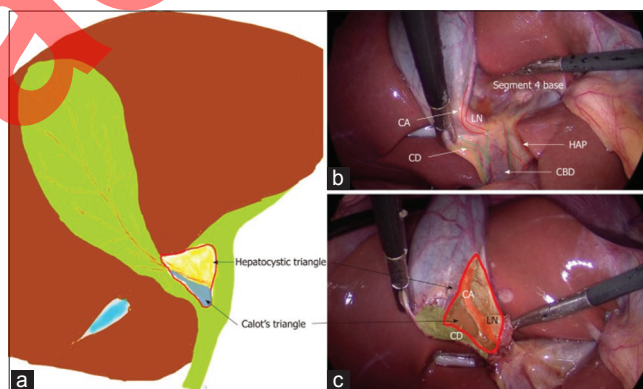 Hepatocystic triangle
Calot's triangle
a
Segment 4 base
CA
LN
CD
HAP
CBD
b
CA
LN
CD
c